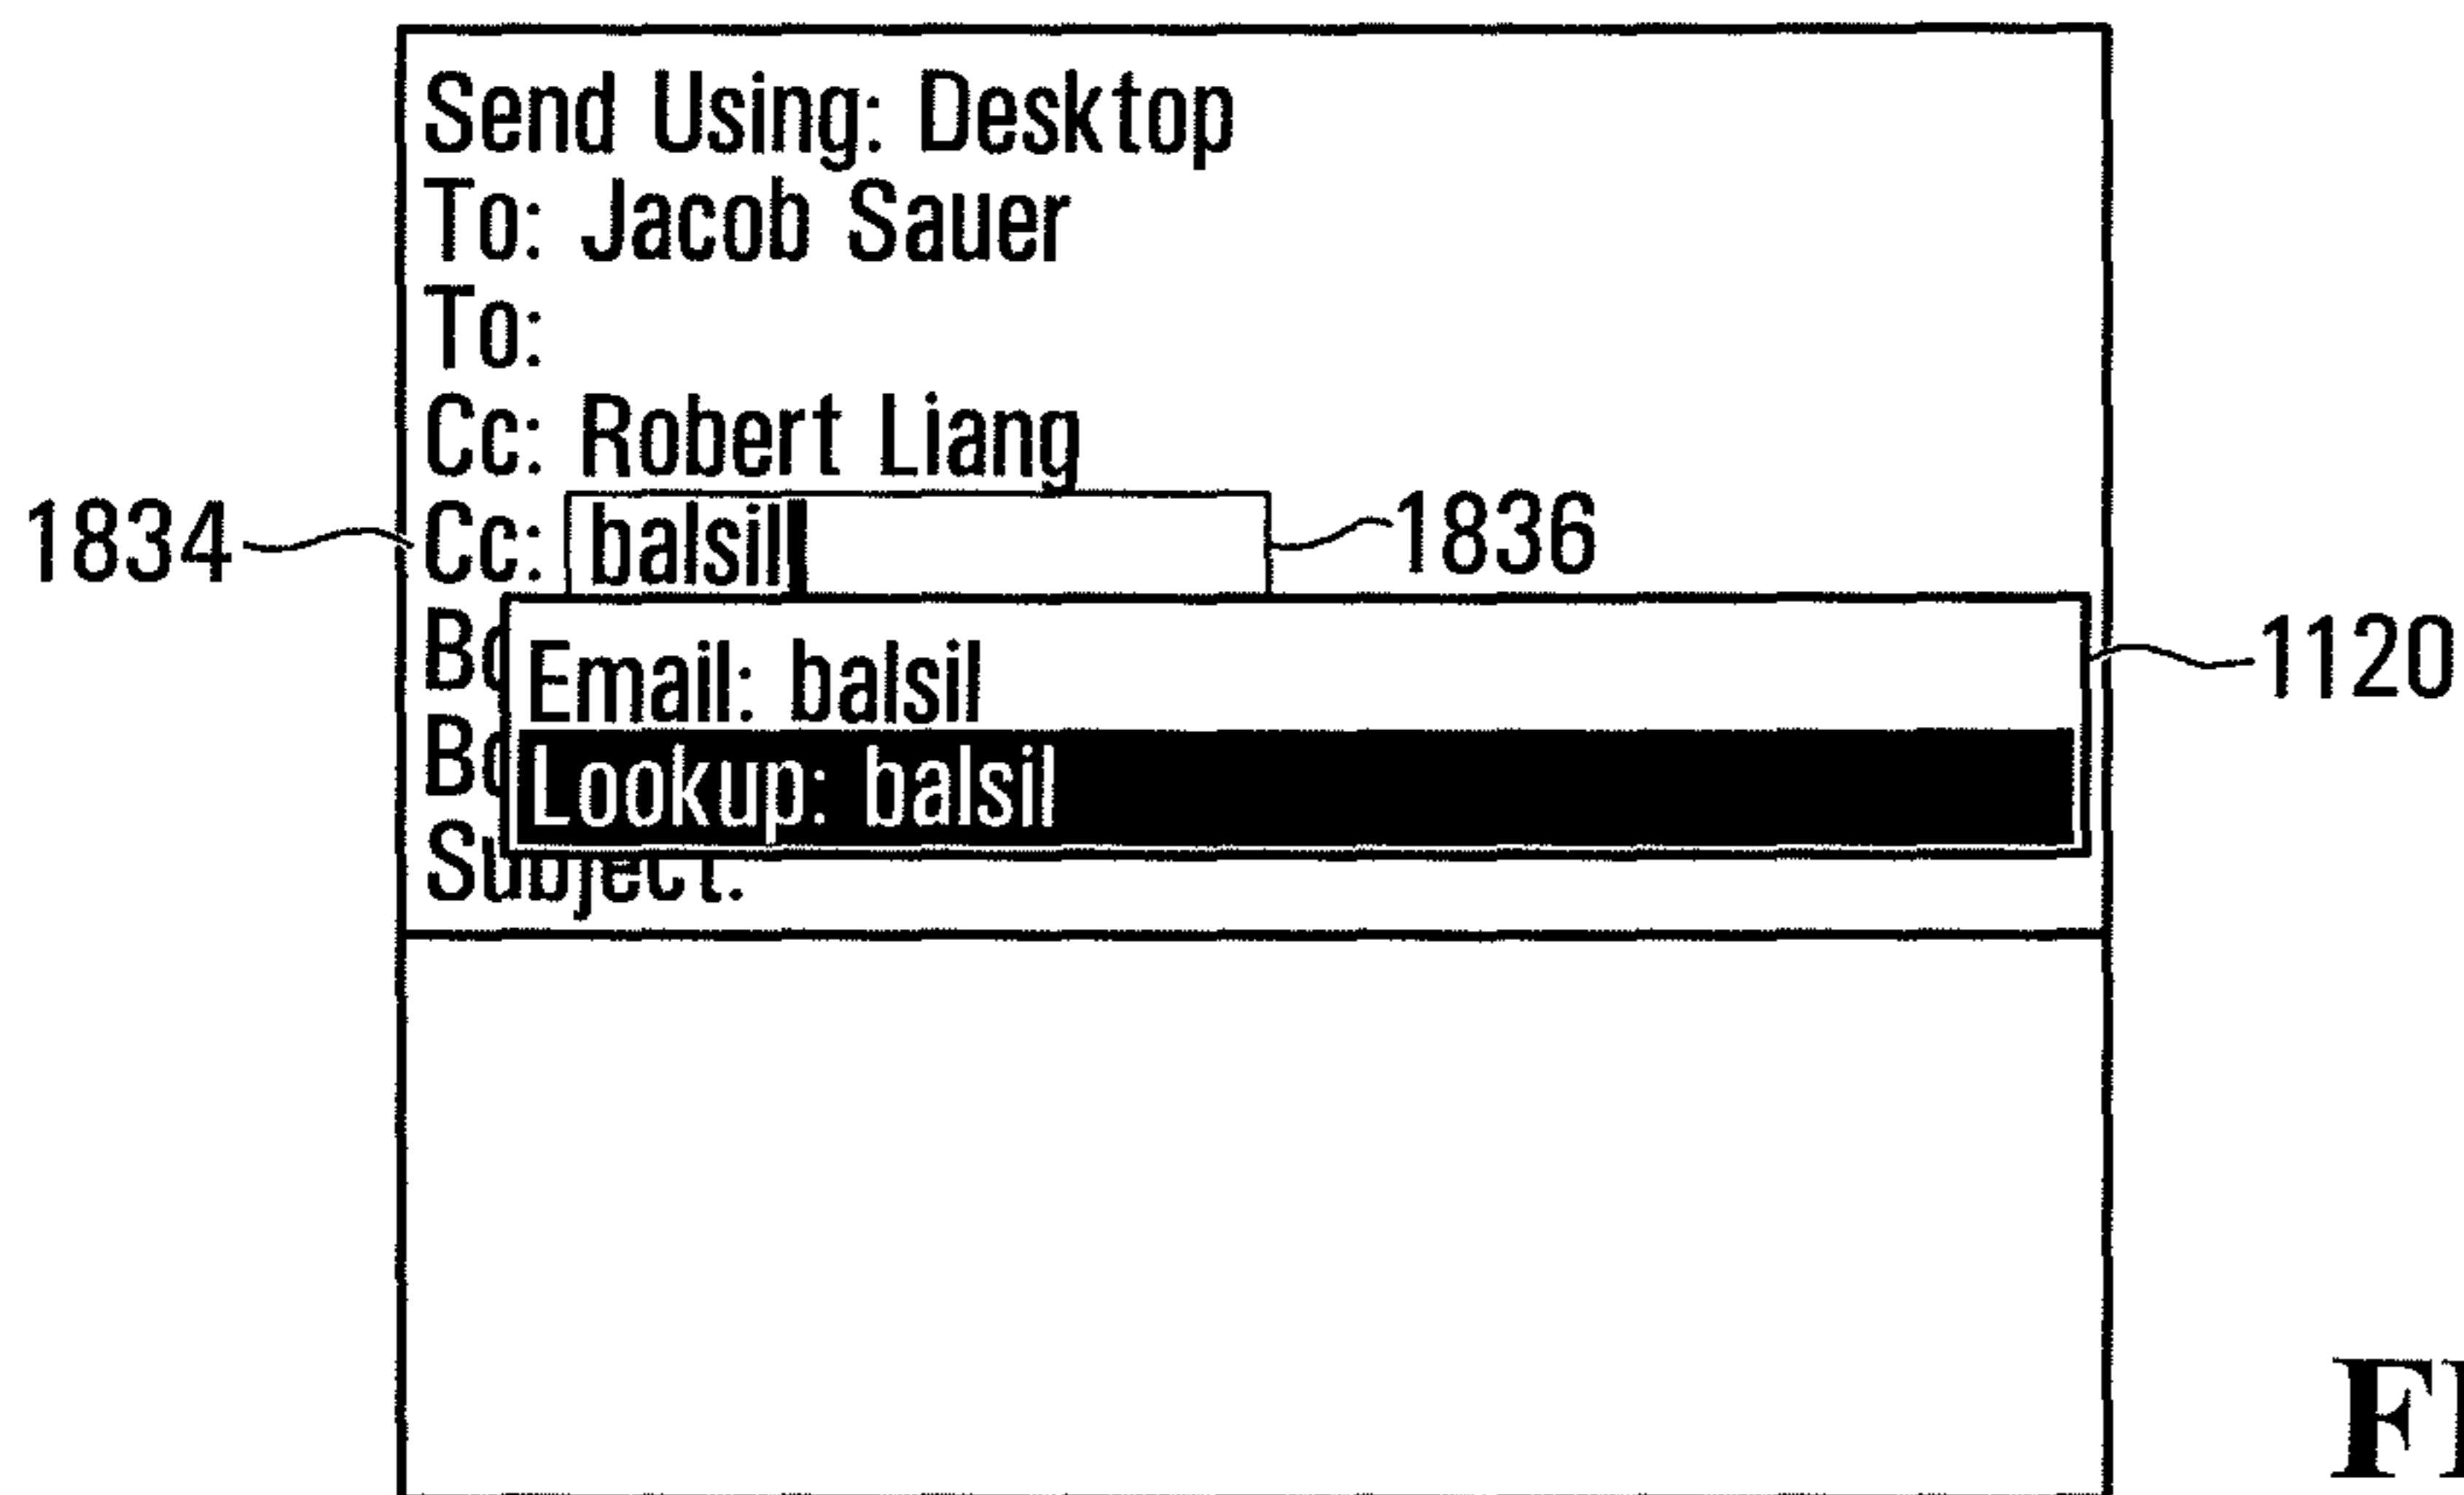 Send Using: Desktop
To: Jacob Sauer
To:
Cc: Robert Liang
1834 Cc: balsil 1836
Email: balsil 1120
Lookup: balsil
Subject: